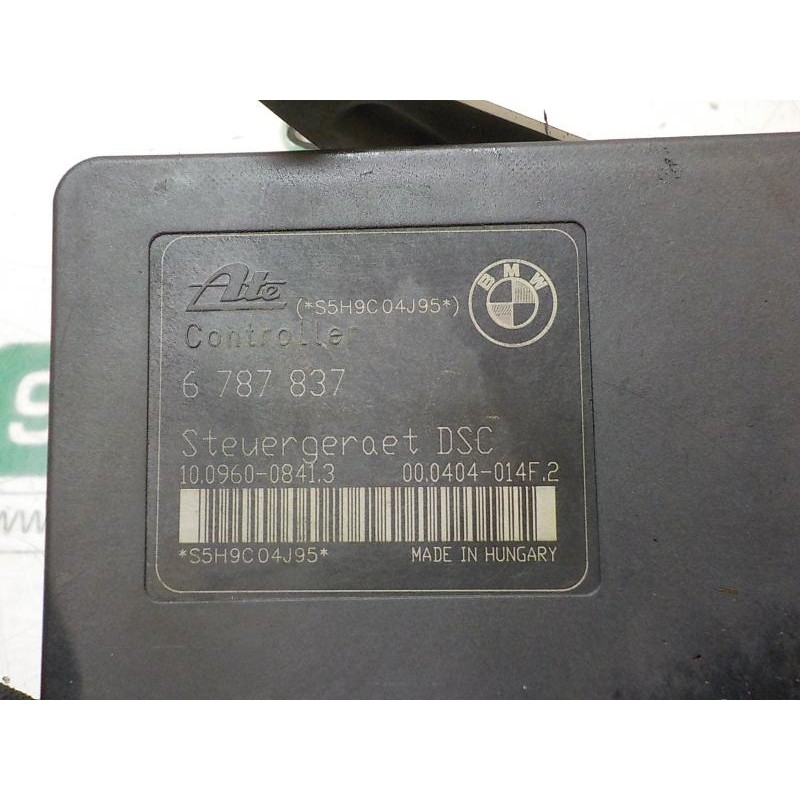 Ate (*S5H9C04J95*)
BMW
Controller
6 787 837
Steuergeraet DSC
10.0960-0841.3 00.0404-014F.2
*S5H9C04J95* MADE IN HUNGARY